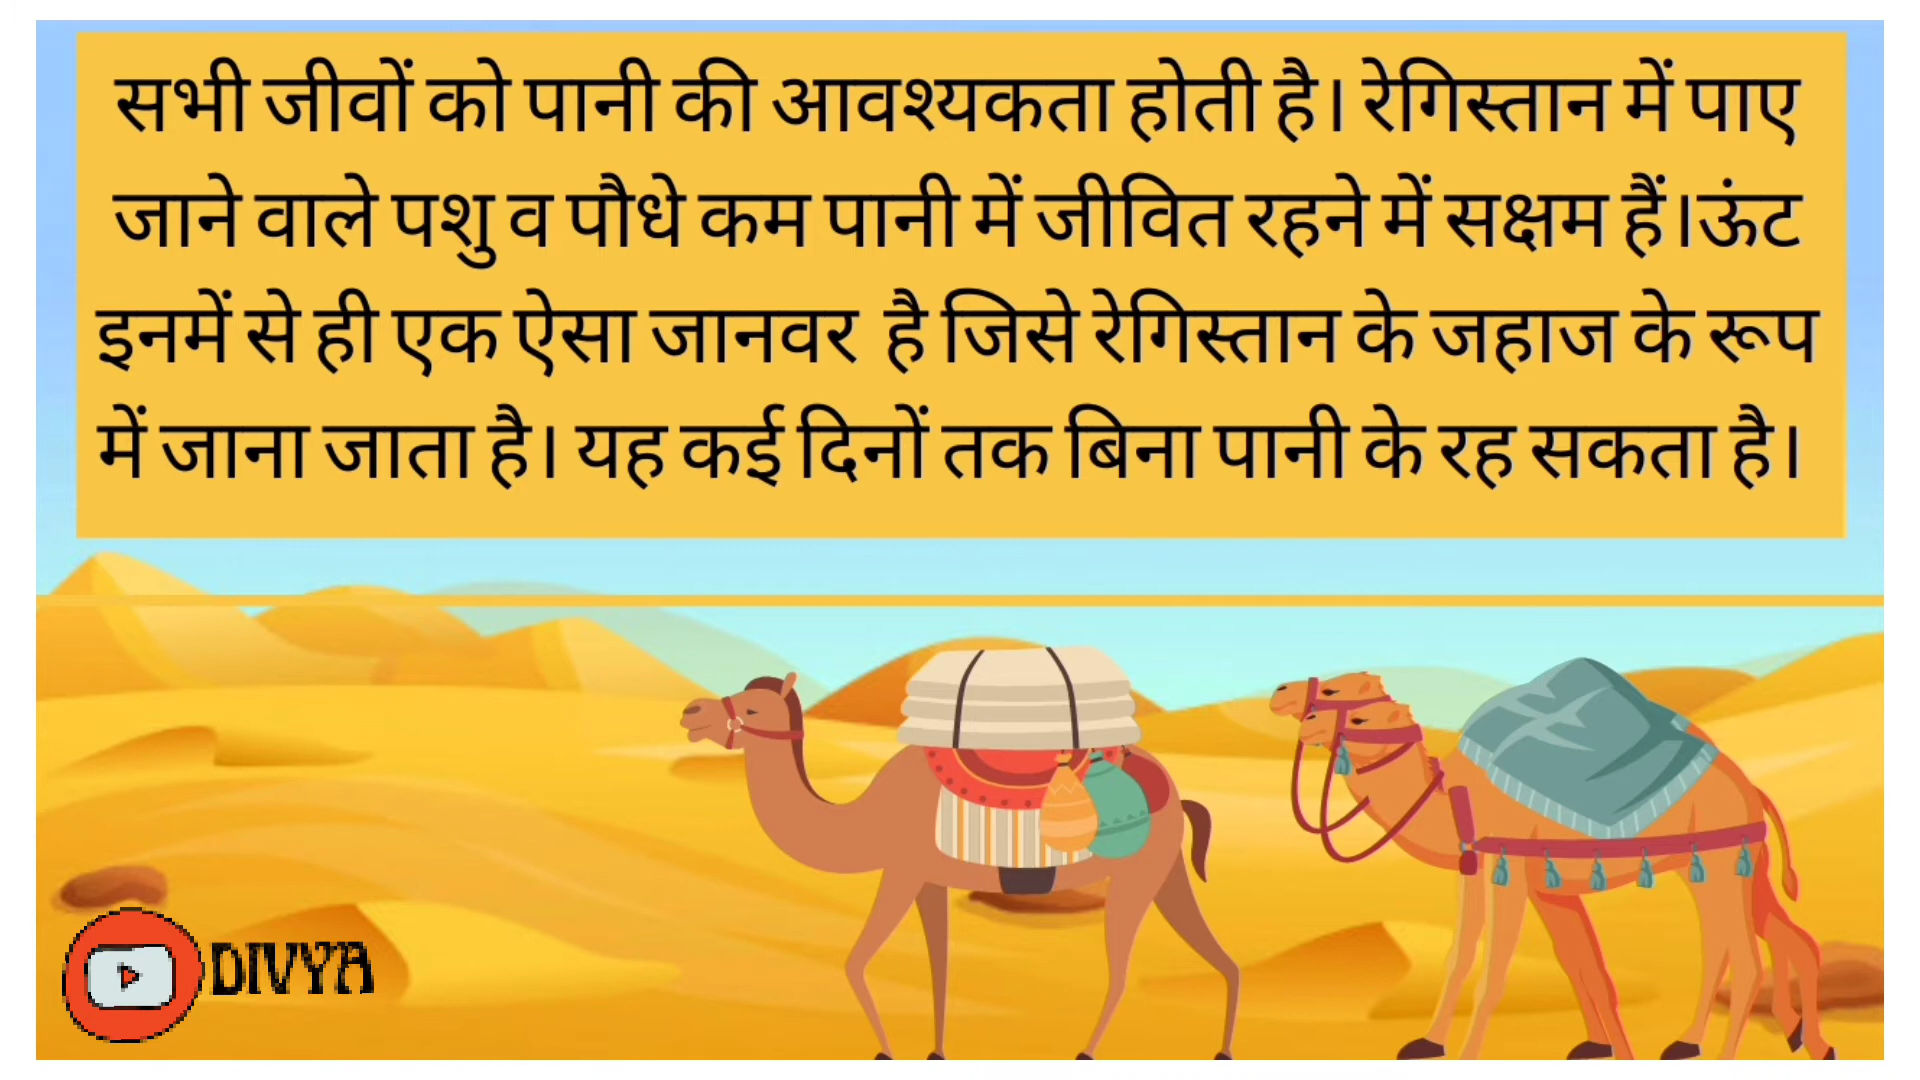 सभी जीवों को पानी की आवश्यकता होती है। रेगिस्तान में पाए
जाने वाले पशु व पौधे कम पानी में जीवित रहने में सक्षम हैं।ऊंट
इनमें से ही एक ऐसा जानवर है जिसे रेगिस्तान के जहाज के रूप
में जाना जाता है। यह कई दिनों तक बिना पानी के रह सकता है।
DIVYA